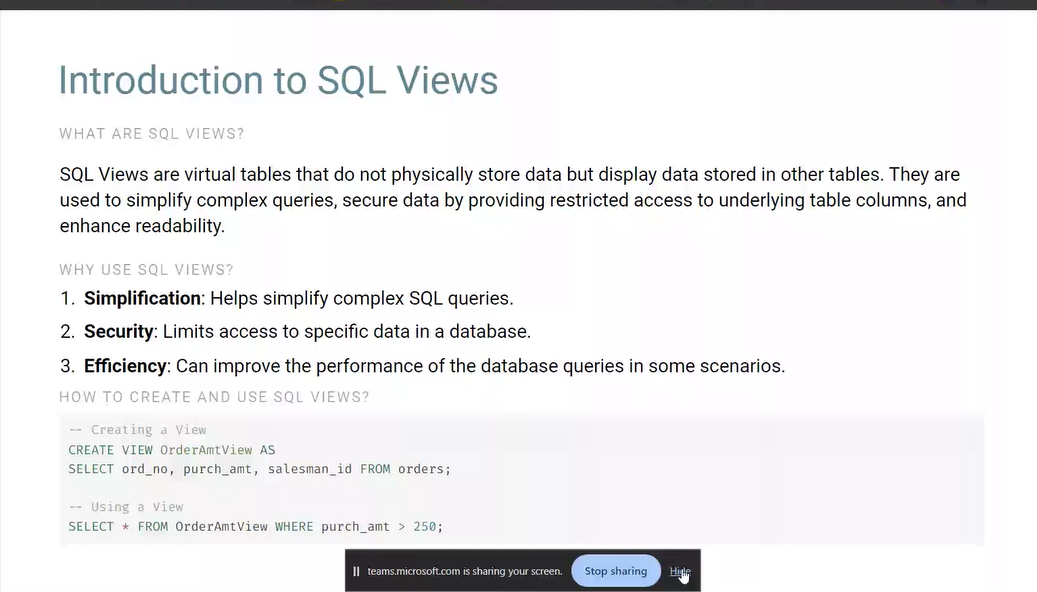 Introduction to SQL Views
WHAT ARE SQL VIEWS?
SQL Views are virtual tables that do not physically store data but display data stored in other tables. They are
used to simplify complex queries, secure data by providing restricted access to underlying table columns, and
enhance readability.
WHY USE SQL VIEWS?
1. Simplification: Helps simplify complex SQL queries.
2. Security: Limits access to specific data in a database.
3. Efficiency: Can improve the performance of the database queries in some scenarios.
HOW TO CREATE AND USE SQL VIEWS?
-- Creating a View
CREATE VIEW OrderAmtView AS
SELECT ord_no, purch_amt, salesman_id FROM orders;
-- Using a View
SELECT * FROM OrderAmtView WHERE purch_amt > 250;
teams.microsoft.com is sharing your screen. Stop sharing Hide